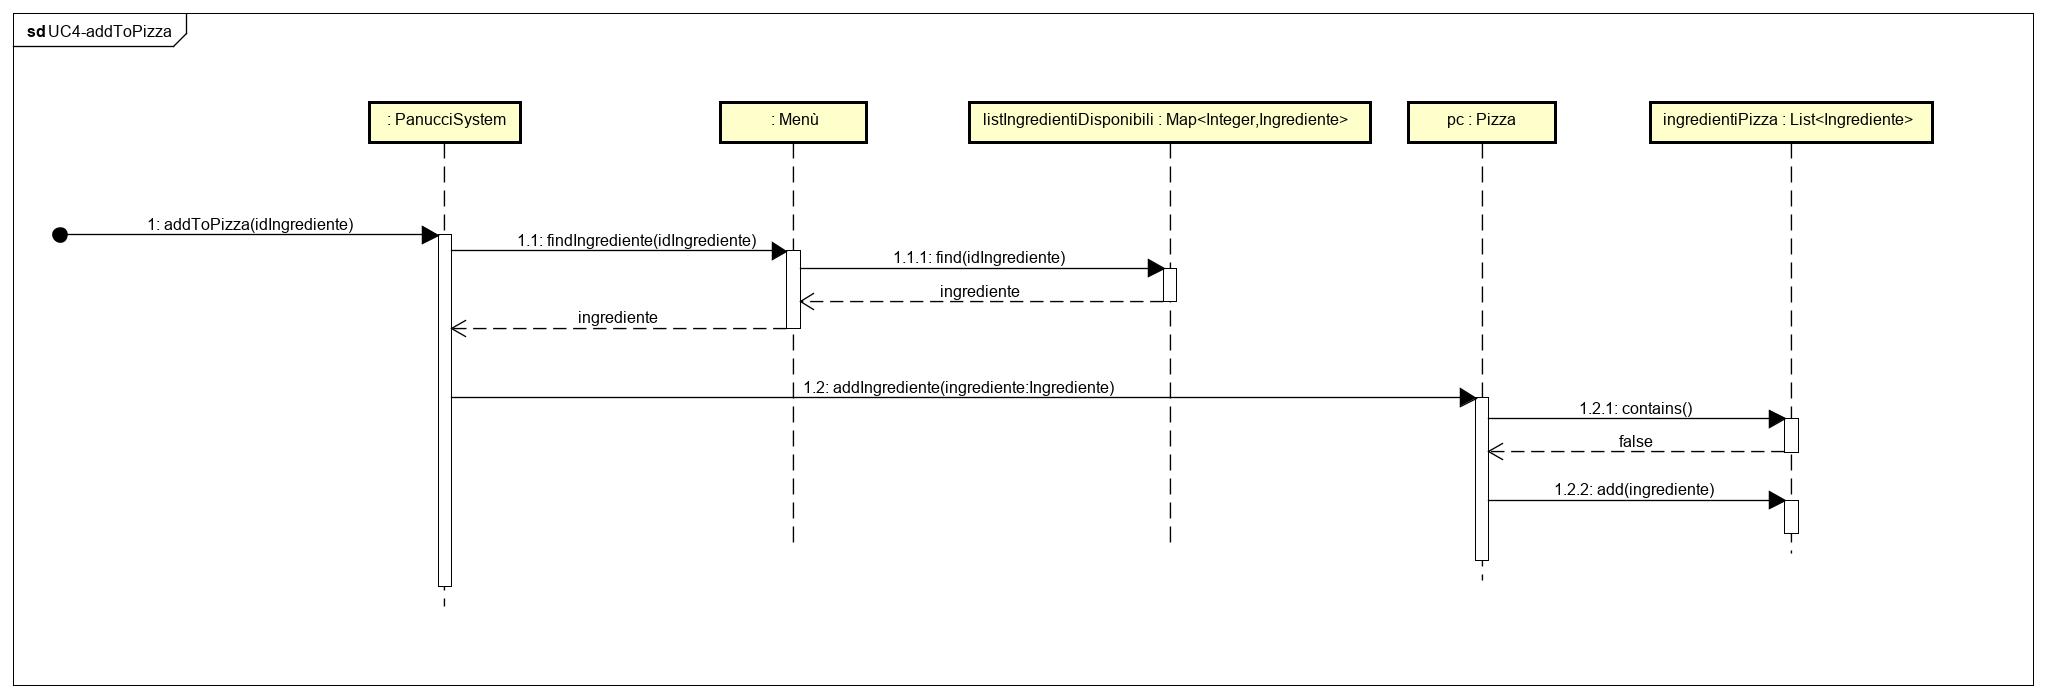 sd UC4-addToPizza
: PanucciSystem
: Menù
listIngredientiDisponibili : Map<Integer,Ingrediente>
pc : Pizza
ingredientiPizza : List<Ingrediente>
1: addToPizza(idIngrediente)
1.1: findIngrediente(idIngrediente)
1.1.1: find(idIngrediente)
ingrediente
ingrediente
1.2: addIngrediente(ingrediente:Ingrediente)
1.2.1: contains()
false
1.2.2: add(ingrediente)